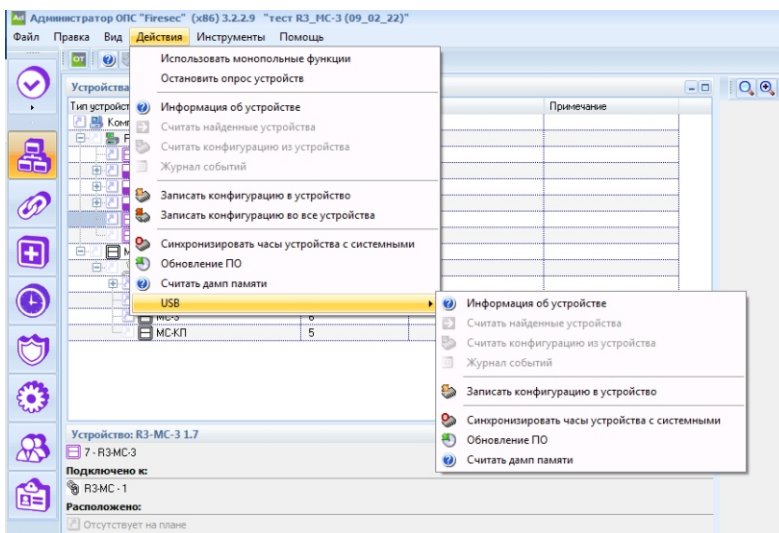 Администратор ОПС "Firesec" (x86) 3.2.2.9 "тест R3_МС-3 (09_02_22)"
Файл Правка Вид Действия Инструменты Помощь
Использовать монопольные функции
Остановить опрос устройств
Устройства
Тип устройст
Примечание
Информация об устройстве
Считать найденные устройства
Считать конфигурацию из устройства
Журнал событий
Записать конфигурацию в устройство
Записать конфигурацию во все устройства
Синхронизировать часы устройства с системными
Обновление ПО
Считать дамп памяти
USB
Информация об устройстве
Считать найденные устройства
Считать конфигурацию из устройства
Журнал событий
Записать конфигурацию в устройство
Синхронизировать часы устройства с системными
Обновление ПО
Считать дамп памяти
МС-3 6
МС-КП 5
Устройство: R3-МС-3 1.7
7 - R3-МС-3
Подключено к:
R3-МС - 1
Расположено:
Отсутствует на плане